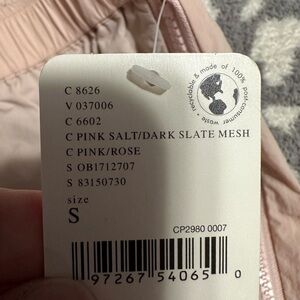 C 8626
V 037006
C 6602
C PINK SALT/DARK SLATE MESH
C PINK/ROSE
S OB1712707
S 83150730
size
S
recyclable & made of 100% post-consumer waste
CP2980 0007
97267 54065 0